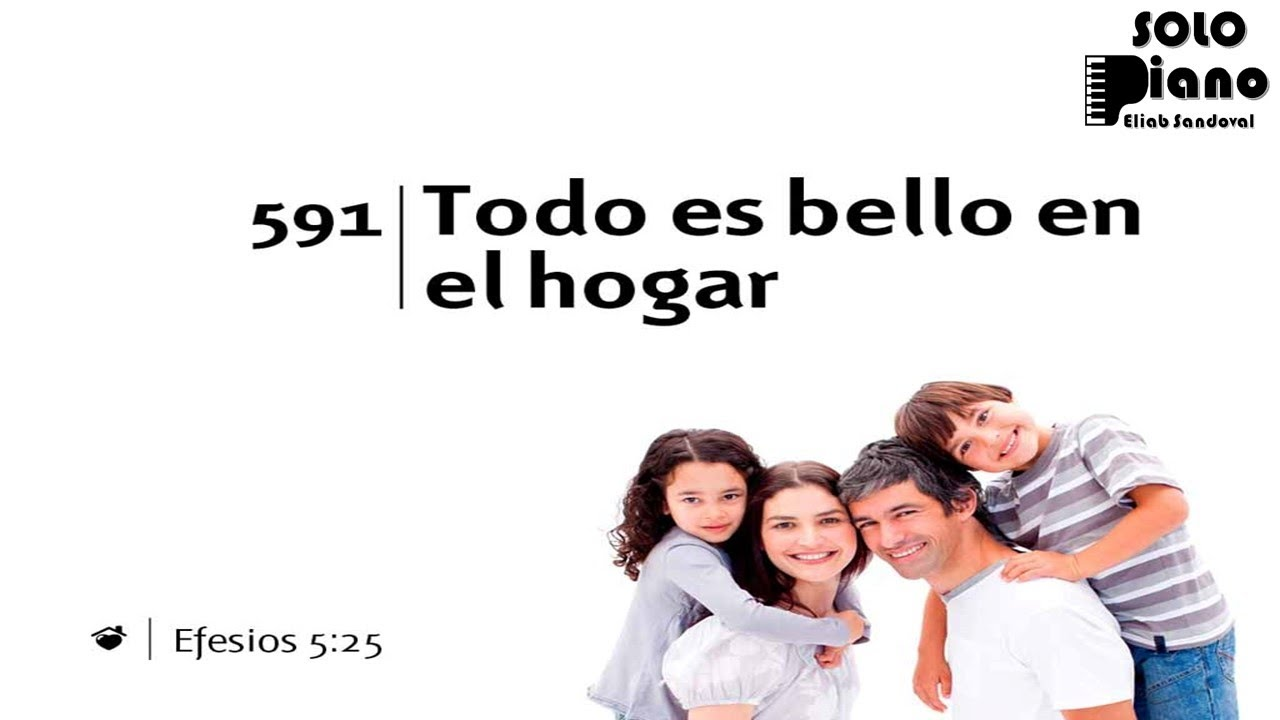 SOLO
Piano
Eliab Sandoval
591
Todo es bello en
el hogar
Efesios 5:25